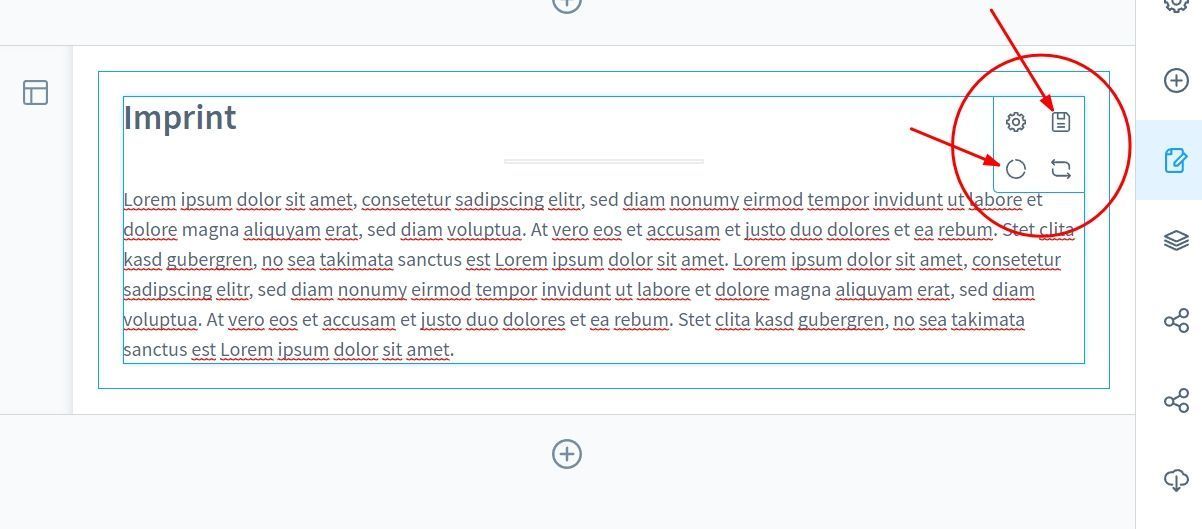 Imprint
Lorem ipsum dolor sit amet, consetetur sadipscing elitr, sed diam nonumy eirmod tempor invidunt ut labore et
dolore magna aliquyam erat, sed diam voluptua. At vero eos et accusam et justo duo dolores et ea rebum. Stet clita
kasd gubergren, no sea takimata sanctus est Lorem ipsum dolor sit amet. Lorem ipsum dolor sit amet, consetetur
sadipscing elitr, sed diam nonumy eirmod tempor invidunt ut labore et dolore magna aliquyam erat, sed diam
voluptua. At vero eos et accusam et justo duo dolores et ea rebum. Stet clita kasd gubergren, no sea takimata
sanctus est Lorem ipsum dolor sit amet.